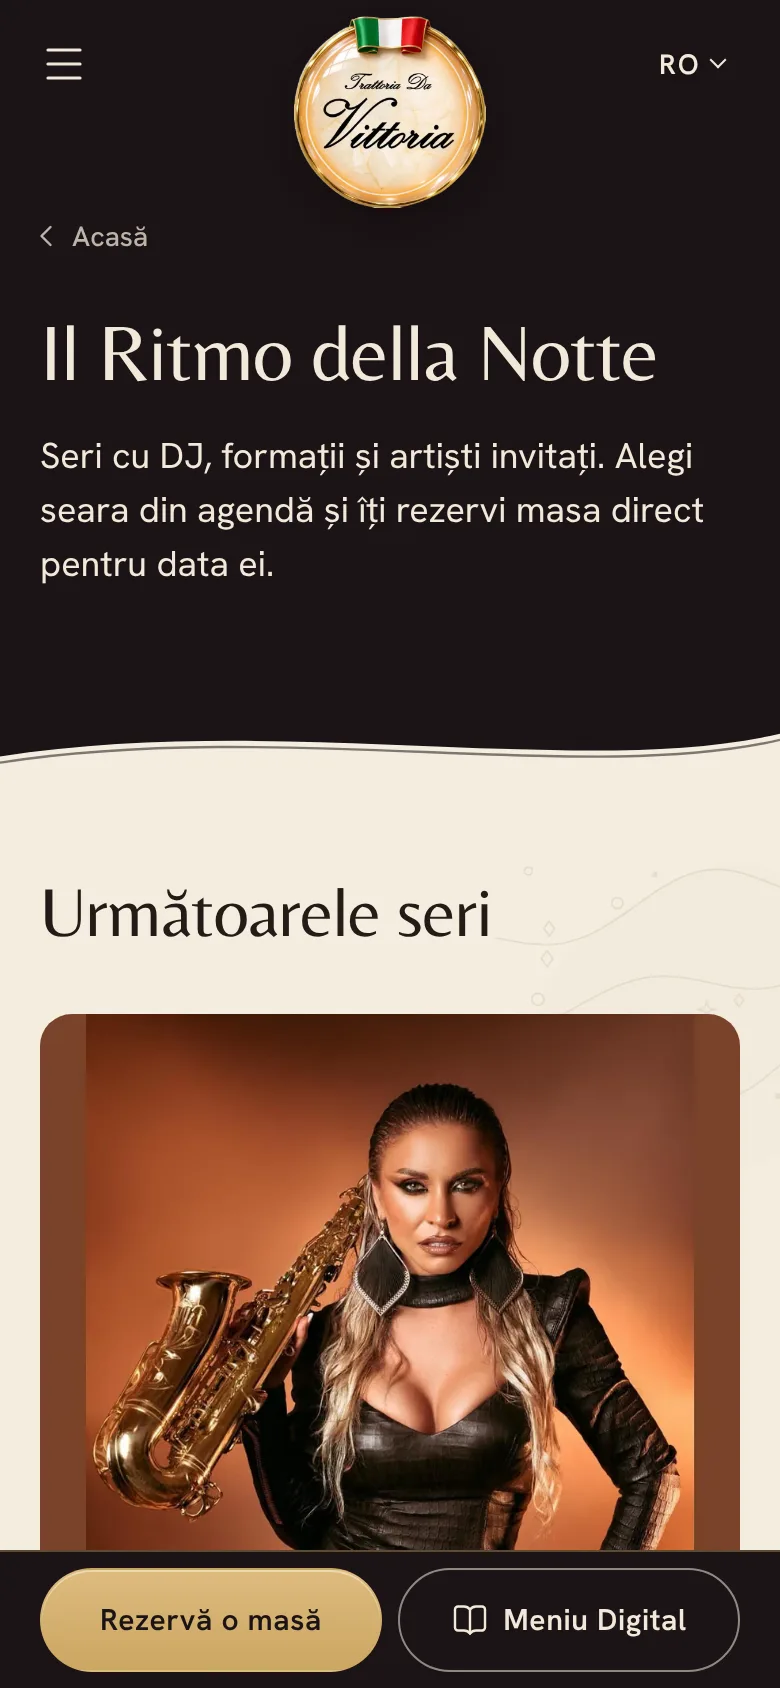 Trattoria Da
Vittoria
RO
Acasă
Il Ritmo della Notte
Seri cu DJ, formații și artiști invitați. Alegi
seara din agendă și îți rezervi masa direct
pentru data ei.
Următoarele seri
Rezervă o masă
Meniu Digital